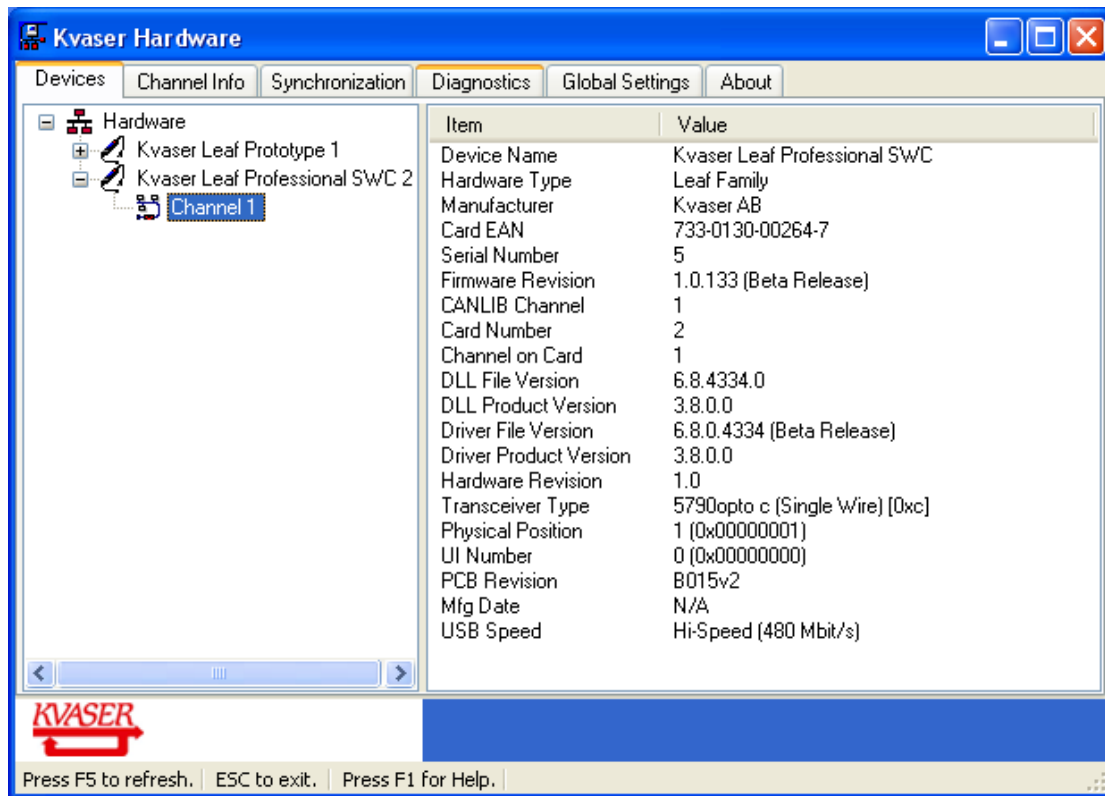 Kvaser Hardware
Devices Channel Info Synchronization Diagnostics Global Settings About
Hardware
Kvaser Leaf Prototype 1
Kvaser Leaf Professional SWC 2
Channel 1
Item Value
Device Name Kvaser Leaf Professional SWC
Hardware Type Leaf Family
Manufacturer Kvaser AB
Card EAN 733-0130-00264-7
Serial Number 5
Firmware Revision 1.0.133 (Beta Release)
CANLIB Channel 1
Card Number 2
Channel on Card 1
DLL File Version 6.8.4334.0
DLL Product Version 3.8.0.0
Driver File Version 6.8.0.4334 (Beta Release)
Driver Product Version 3.8.0.0
Hardware Revision 1.0
Transceiver Type 5790opto c (Single Wire) [0xc]
Physical Position 1 (0x00000001)
UI Number 0 (0x00000000)
PCB Revision B015v2
Mfg Date N/A
USB Speed Hi-Speed (480 Mbit/s)
KVASER
Press F5 to refresh. ESC to exit. Press F1 for Help.